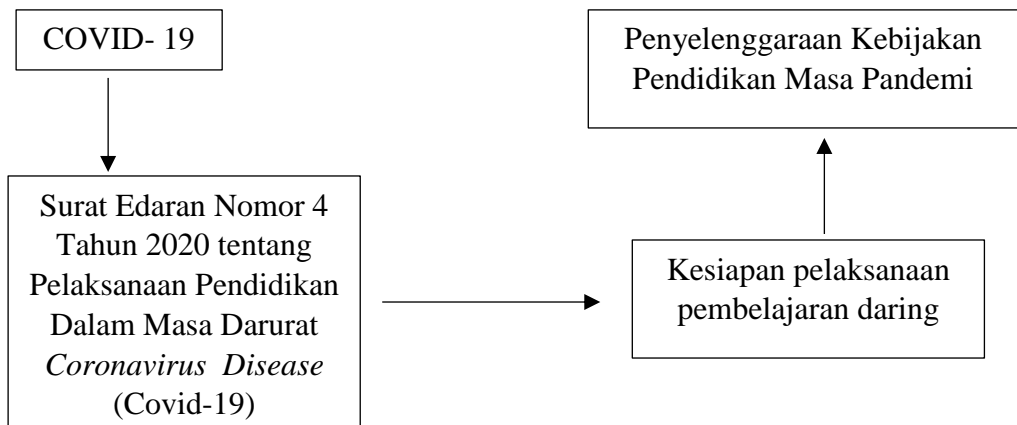 COVID- 19
Surat Edaran Nomor 4
Tahun 2020 tentang
Pelaksanaan Pendidikan
Dalam Masa Darurat
Coronavirus Disease
(Covid-19)
Kesiapan pelaksanaan
pembelajaran daring
Penyelenggaraan Kebijakan
Pendidikan Masa Pandemi